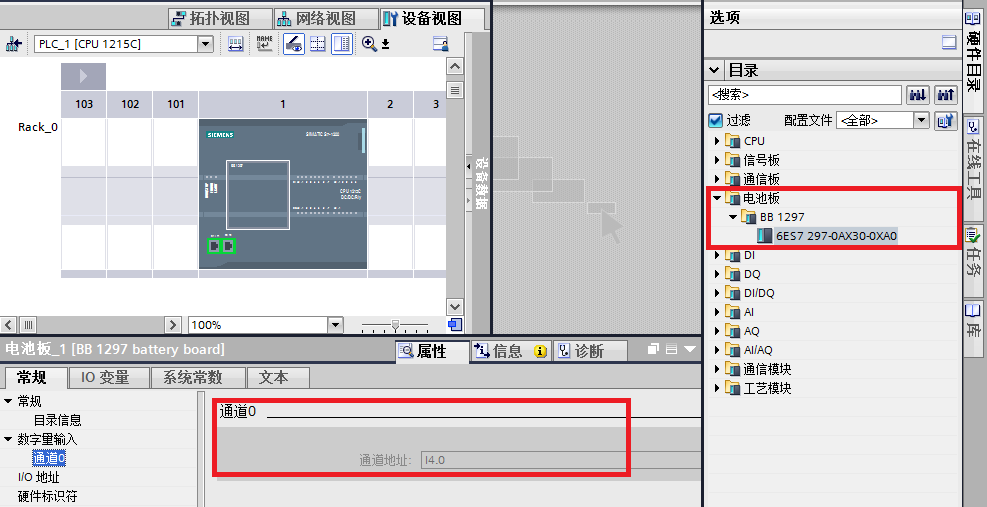 拓扑视图 网络视图 设备视图
PLC_1 [CPU 1215C]
NAME
103 102 101 1 2 3
Rack_0
SIEMENS
SIMATIC S7-1200
CPU 1215C
DC/DC/Rly
100%
设备数据
选项
目录
<搜索>
过滤 配置文件 <全部>
CPU
信号板
通信板
电池板
BB 1297
6ES7 297-0AX30-0XA0
DI
DQ
DI/DQ
AI
AQ
AI/AQ
通信模块
工艺模块
硬件目录
在线工具
任务
库
电池板_1 [BB 1297 battery board]
属性 信息 诊断
常规 IO 变量 系统常数 文本
常规
目录信息
数字量输入
通道0
I/O 地址
硬件标识符
通道0
通道地址: I4.0